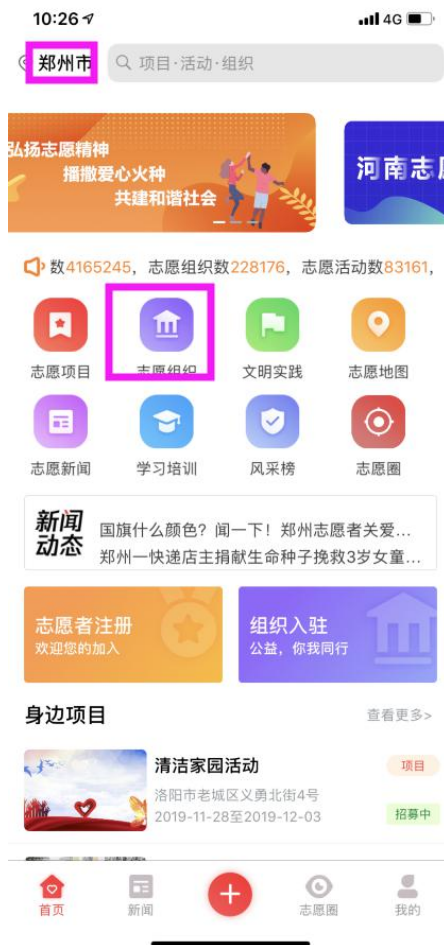 10:26
4G
郑州市
项目·活动·组织
弘扬志愿精神
播撒爱心火种
共建和谐社会
河南志愿
数4165245，志愿组织数228176，志愿活动数83161，
志愿项目
志愿组织
文明实践
志愿地图
志愿新闻
学习培训
风采榜
志愿圈
新闻
动态
国旗什么颜色？闻一下！郑州志愿者关爱...
郑州一快递店主捐献生命种子挽救3岁女童...
志愿者注册
欢迎您的加入
组织入驻
公益，你我同行
身边项目
查看更多>
清洁家园活动
项目
洛阳市老城区义勇北街4号
2019-11-28至2019-12-03
招募中
首页
新闻
志愿圈
我的